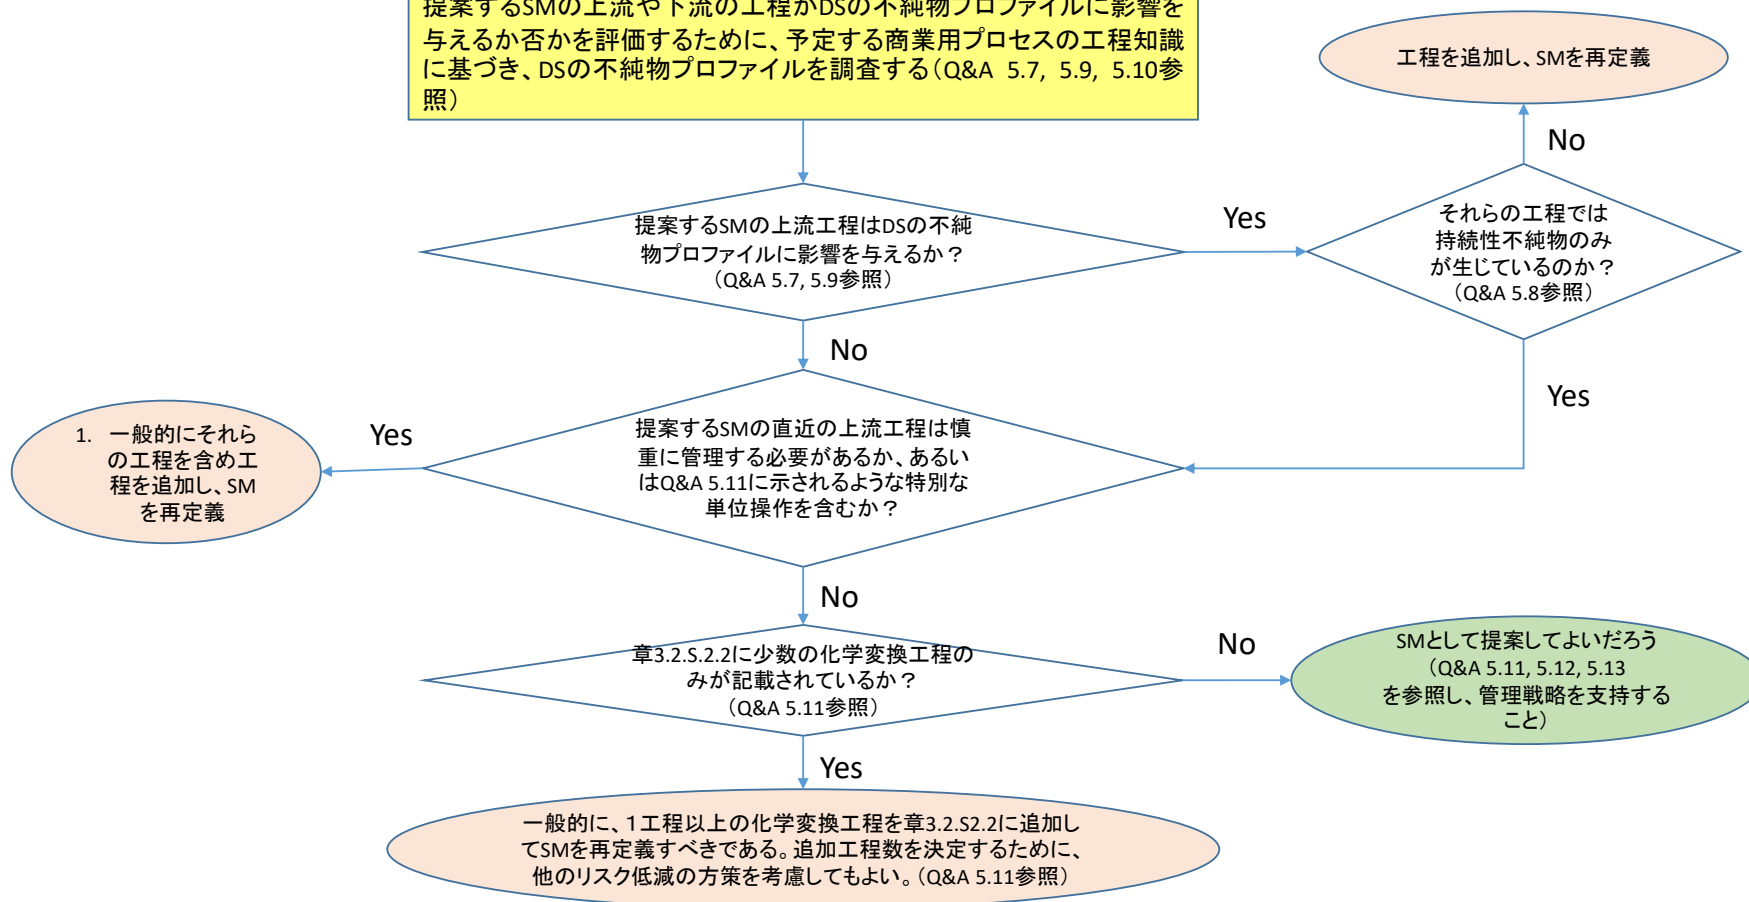 提案するSMの上流や下流の工程がDSの不純物プロファイルに影響を
与えるか否かを評価するために、予定する商業用プロセスの工程知識
に基づき、DSの不純物プロファイルを調査する（Q&A 5.7, 5.9, 5.10参
照）
工程を追加し、SMを再定義
No
提案するSMの上流工程はDSの不純
物プロファイルに影響を与えるか？
（Q&A 5.7, 5.9参照）
Yes
それらの工程では
持続性不純物のみ
が生じているのか？
（Q&A 5.8参照）
No
Yes
1. 一般的にそれら
の工程を含め工
程を追加し、SM
を再定義
Yes
提案するSMの直近の上流工程は慎
重に管理する必要があるか、あるい
はQ&A 5.11に示されるような特別な
単位操作を含むか？
No
章3.2.S.2.2に少数の化学変換工程の
みが記載されているか？
（Q&A 5.11参照）
No
SMとして提案してよいだろう
（Q&A 5.11, 5.12, 5.13
を参照し、管理戦略を支持する
こと）
Yes
一般的に、１工程以上の化学変換工程を章3.2.S2.2に追加し
てSMを再定義すべきである。追加工程数を決定するために、
他のリスク低減の方策を考慮してもよい。（Q&A 5.11参照）